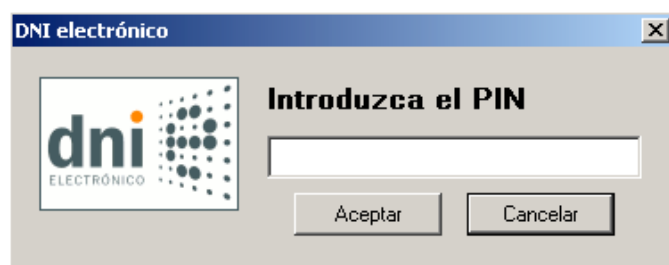 DNI electrónico
Introduzca el PIN
dni
ELECTRÓNICO
Aceptar Cancelar